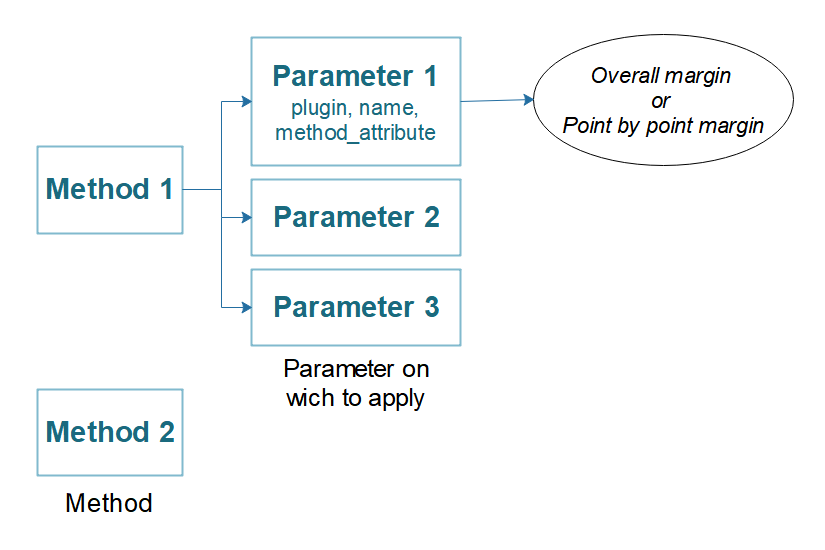 Parameter 1
plugin, name,
method_attribute
Overall margin
or
Point by point margin
Method 1
Parameter 2
Parameter 3
Parameter on
wich to apply
Method 2
Method